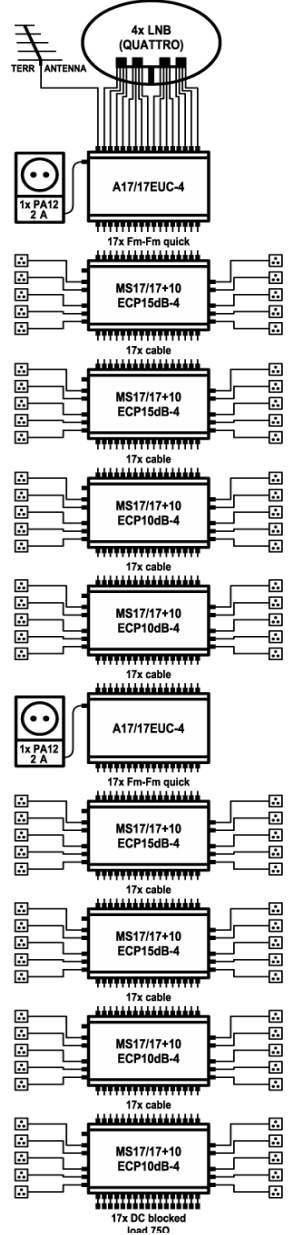 4x LNB
(QUATTRO)
TERR ANTENNA
A17/17EUC-4
1x PA12
2 A
17x Fm-Fm quick
MS17/17+10
ECP15dB-4
17x cable
MS17/17+10
ECP15dB-4
17x cable
MS17/17+10
ECP10dB-4
17x cable
MS17/17+10
ECP10dB-4
17x cable
A17/17EUC-4
1x PA12
2 A
17x Fm-Fm quick
MS17/17+10
ECP15dB-4
17x cable
MS17/17+10
ECP15dB-4
17x cable
MS17/17+10
ECP10dB-4
17x cable
MS17/17+10
ECP10dB-4
17x DC blocked
load 75Ω